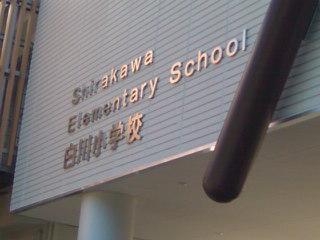 Shirakawa
Elementary School
白川小学校